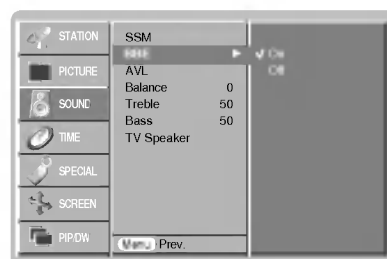 STATION
PICTURE
SOUND
TIME
SPECIAL
SCREEN
PIP/DW
SSM
AVL
Balance 0
Treble 50
Bass 50
TV Speaker
Menu Prev.
On
Off